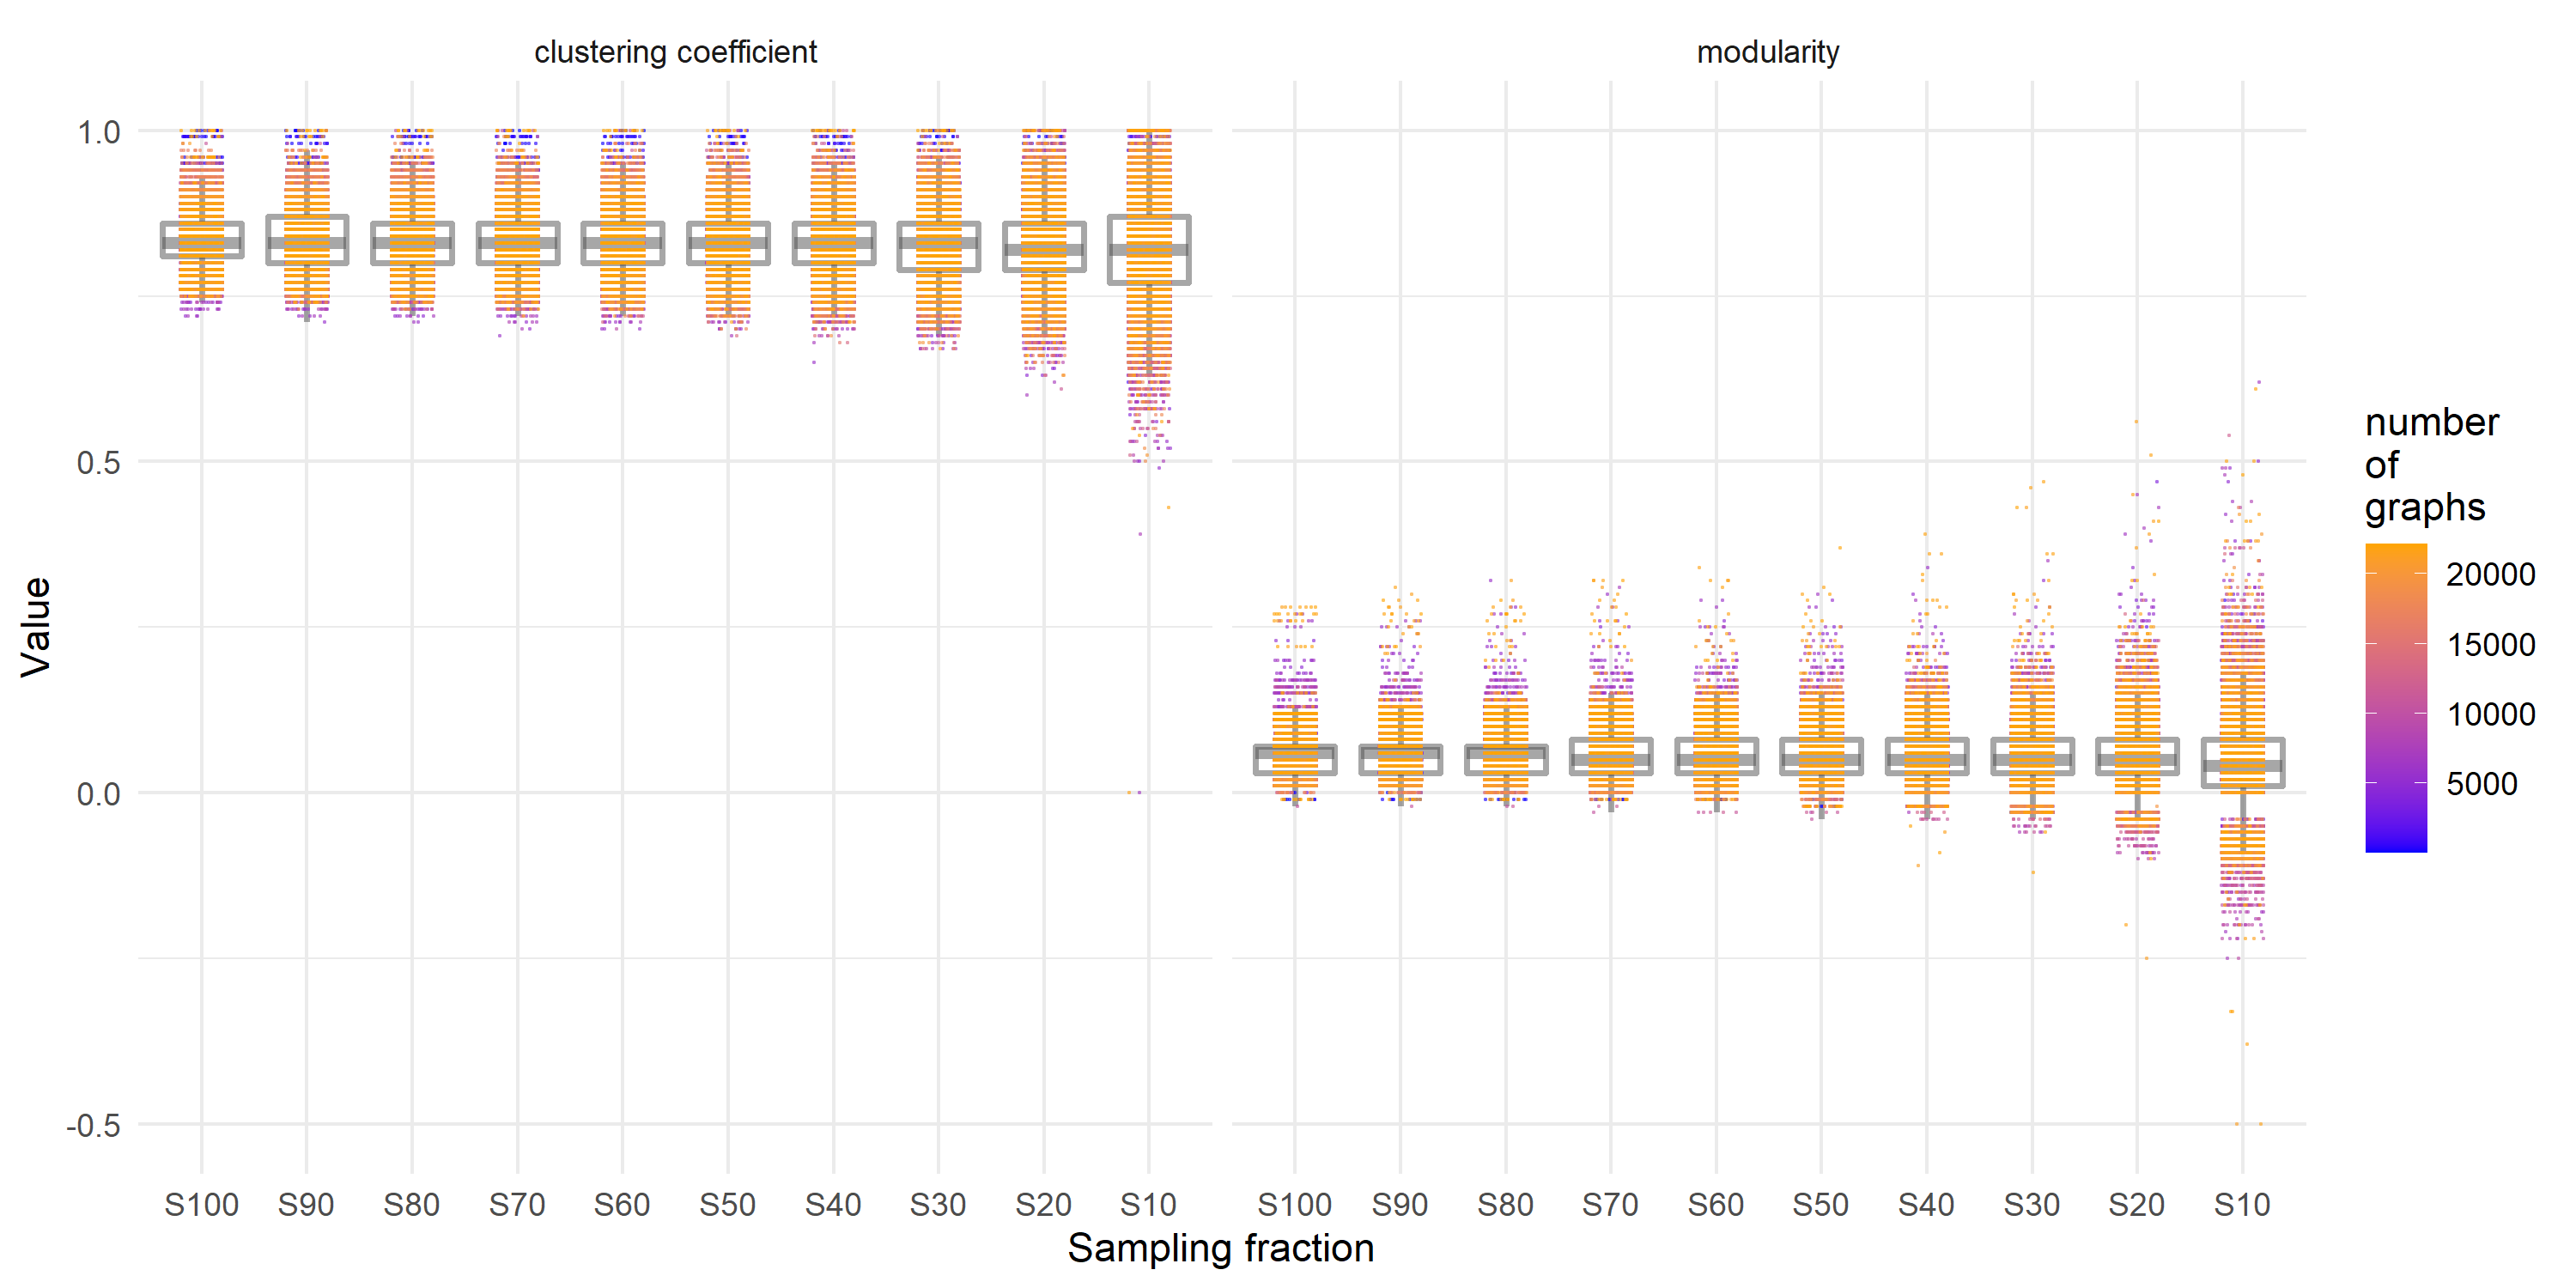 clustering coefficient
modularity
1.0
0.5
0.0
-0.5
Value
S100 S90 S80 S70 S60 S50 S40 S30 S20 S10
S100 S90 S80 S70 S60 S50 S40 S30 S20 S10
Sampling fraction
number
of
graphs
20000
15000
10000
5000